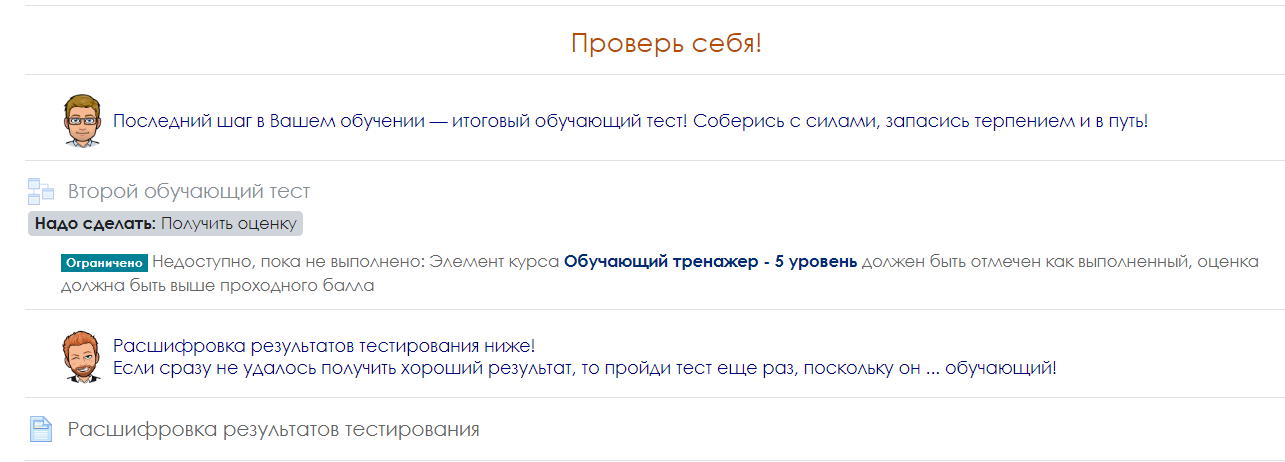 Проверь себя!
Последний шаг в Вашем обучении — итоговый обучающий тест! Соберись с силами, запасись терпением и в путь!
Второй обучающий тест
Надо сделать: Получить оценку
Ограничено Недоступно, пока не выполнено: Элемент курса Обучающий тренажер - 5 уровень должен быть отмечен как выполненный, оценка
должна быть выше проходного балла
Расшифровка результатов тестирования ниже!
Если сразу не удалось получить хороший результат, то пройди тест еще раз, поскольку он ... обучающий!
Расшифровка результатов тестирования